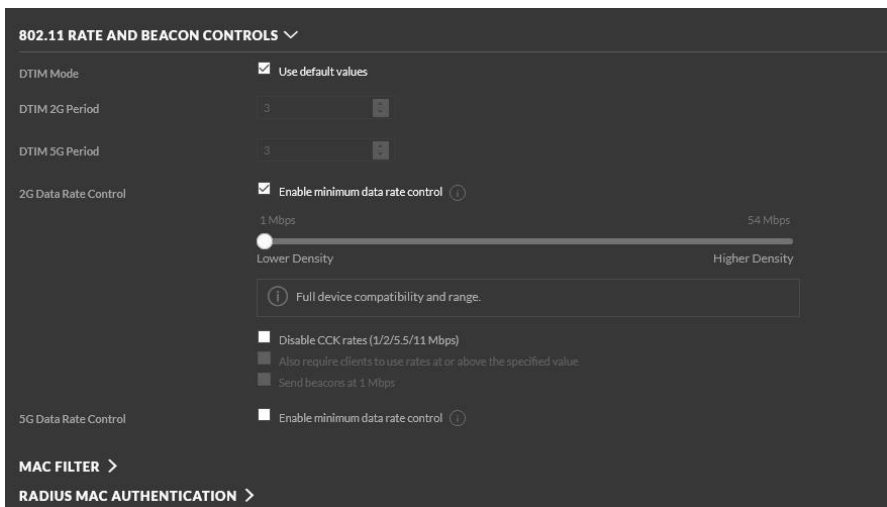 802.11 RATE AND BEACON CONTROLS
DTIM Mode Use default values
DTIM 2G Period 3
DTIM 5G Period 3
2G Data Rate Control Enable minimum data rate control
1 Mbps 54 Mbps
Lower Density Higher Density
Full device compatibility and range.
Disable CCK rates (1/2/5.5/11 Mbps)
Also require clients to use rates at or above the specified value
Send beacons at 1 Mbps
5G Data Rate Control Enable minimum data rate control
MAC FILTER
RADIUS MAC AUTHENTICATION